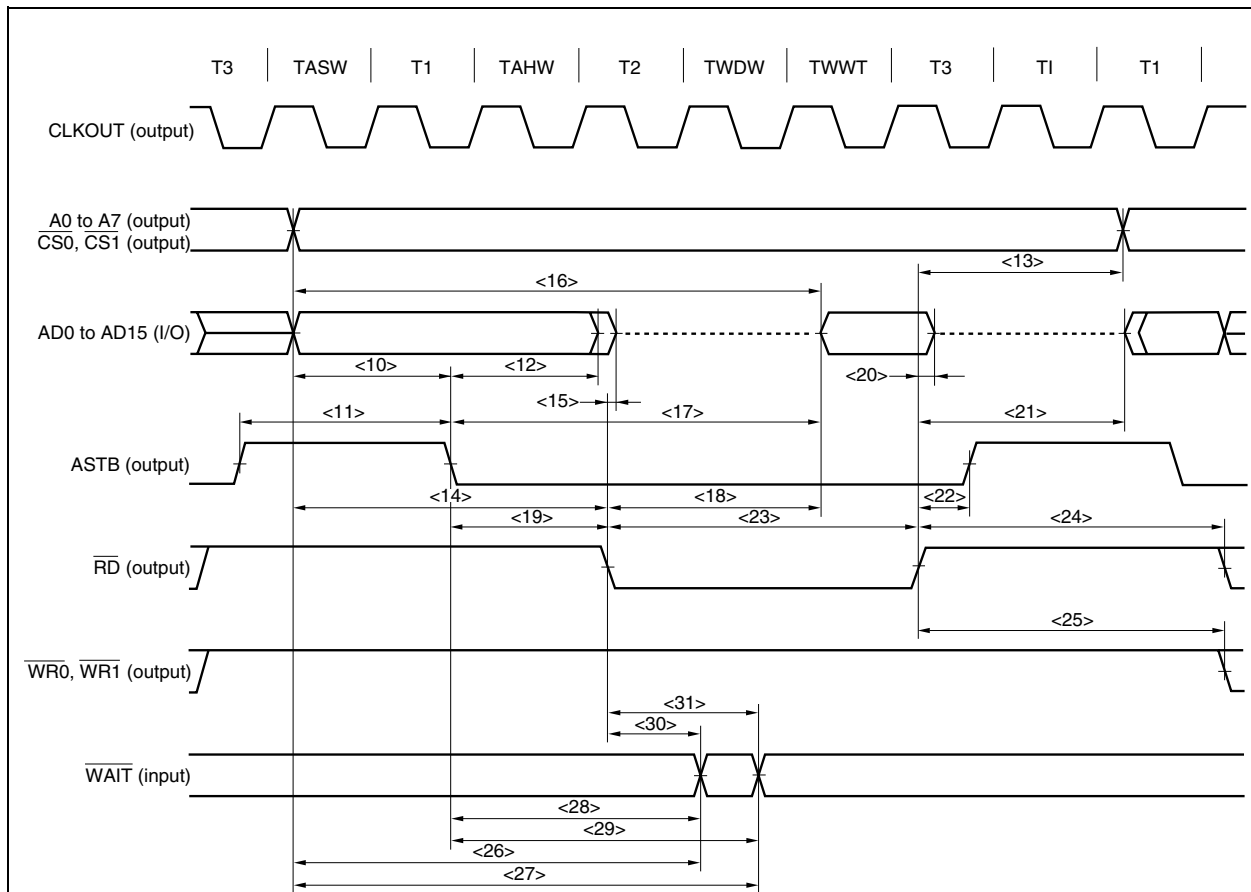 T3 TASW T1 TAHW T2 TWDW TWWT T3 TI T1
CLKOUT (output)
A0 to A7 (output)
CS0, CS1 (output)
<13>
<16>
AD0 to AD15 (I/O)
<10> <12> <20>
<15>
<11> <17> <21>
ASTB (output)
<14> <18> <22>
<19> <23> <24>
RD (output)
<25>
WR0, WR1 (output)
<31>
<30>
WAIT (input)
<28>
<29>
<26>
<27>